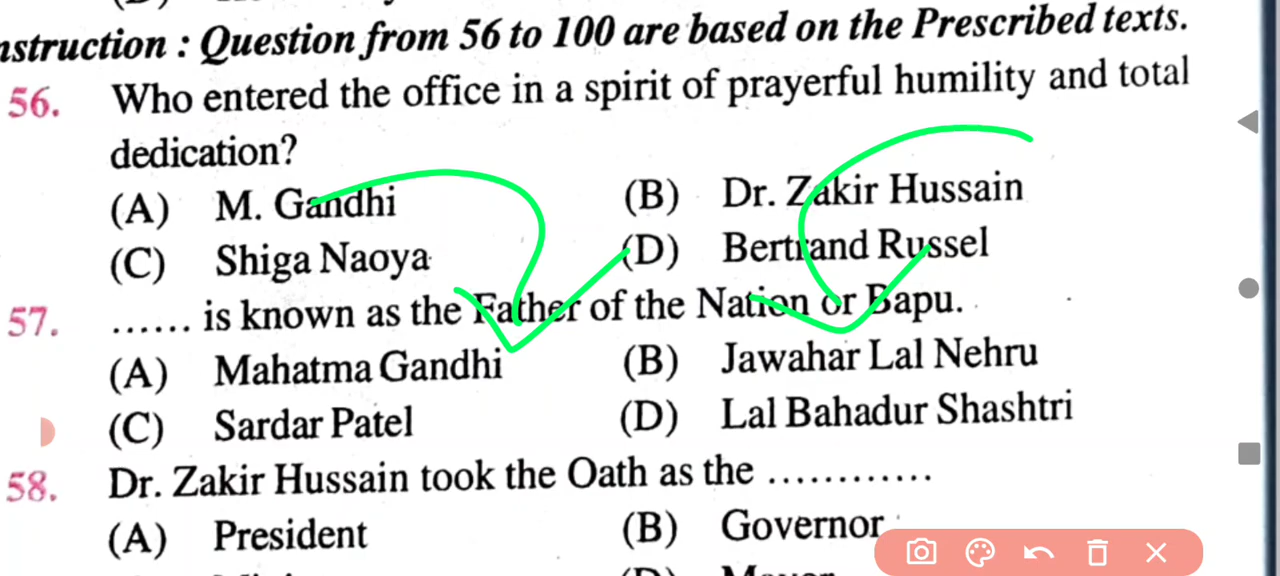 nstruction : Question from 56 to 100 are based on the Prescribed texts.
56. Who entered the office in a spirit of prayerful humility and total
dedication?
(A) M. Gandhi (B) Dr. Zakir Hussain
(C) Shiga Naoya (D) Bertrand Russel
57. ...... is known as the Father of the Nation or Bapu.
(A) Mahatma Gandhi (B) Jawahar Lal Nehru
(C) Sardar Patel (D) Lal Bahadur Shashtri
58. Dr. Zakir Hussain took the Oath as the ............
(A) President (B) Governor